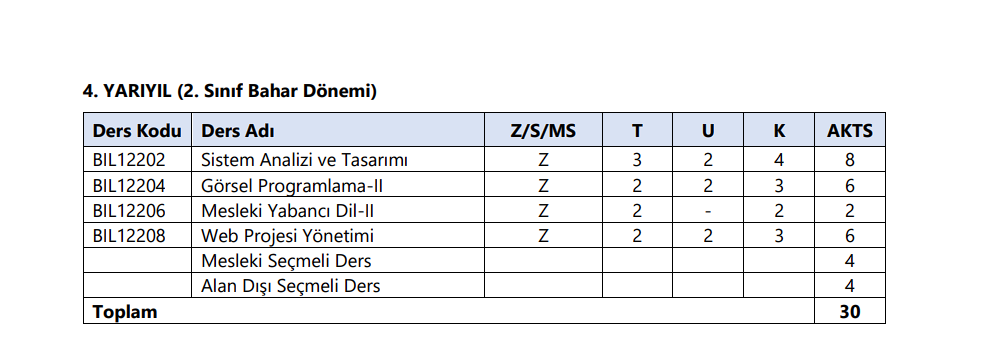 4. YARIYIL (2. Sınıf Bahar Dönemi)
Ders Kodu Ders Adı Z/S/MS T U K AKTS
BIL12202 Sistem Analizi ve Tasarımı Z 3 2 4 8
BIL12204 Görsel Programlama-II Z 2 2 3 6
BIL12206 Mesleki Yabancı Dil-II Z 2 - 2 2
BIL12208 Web Projesi Yönetimi Z 2 2 3 6
Mesleki Seçmeli Ders 4
Alan Dışı Seçmeli Ders 4
Toplam 30